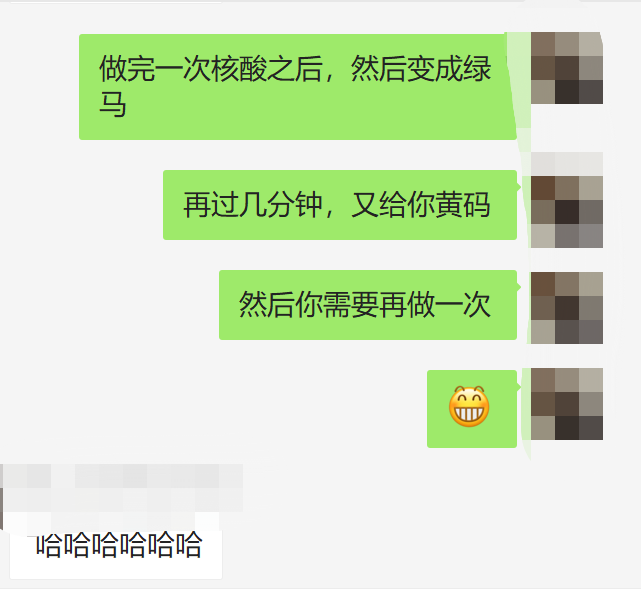 做完一次核酸之后，然后变成绿
马
再过几分钟，又给你黄码
然后你需要再做一次
哈哈哈哈哈哈